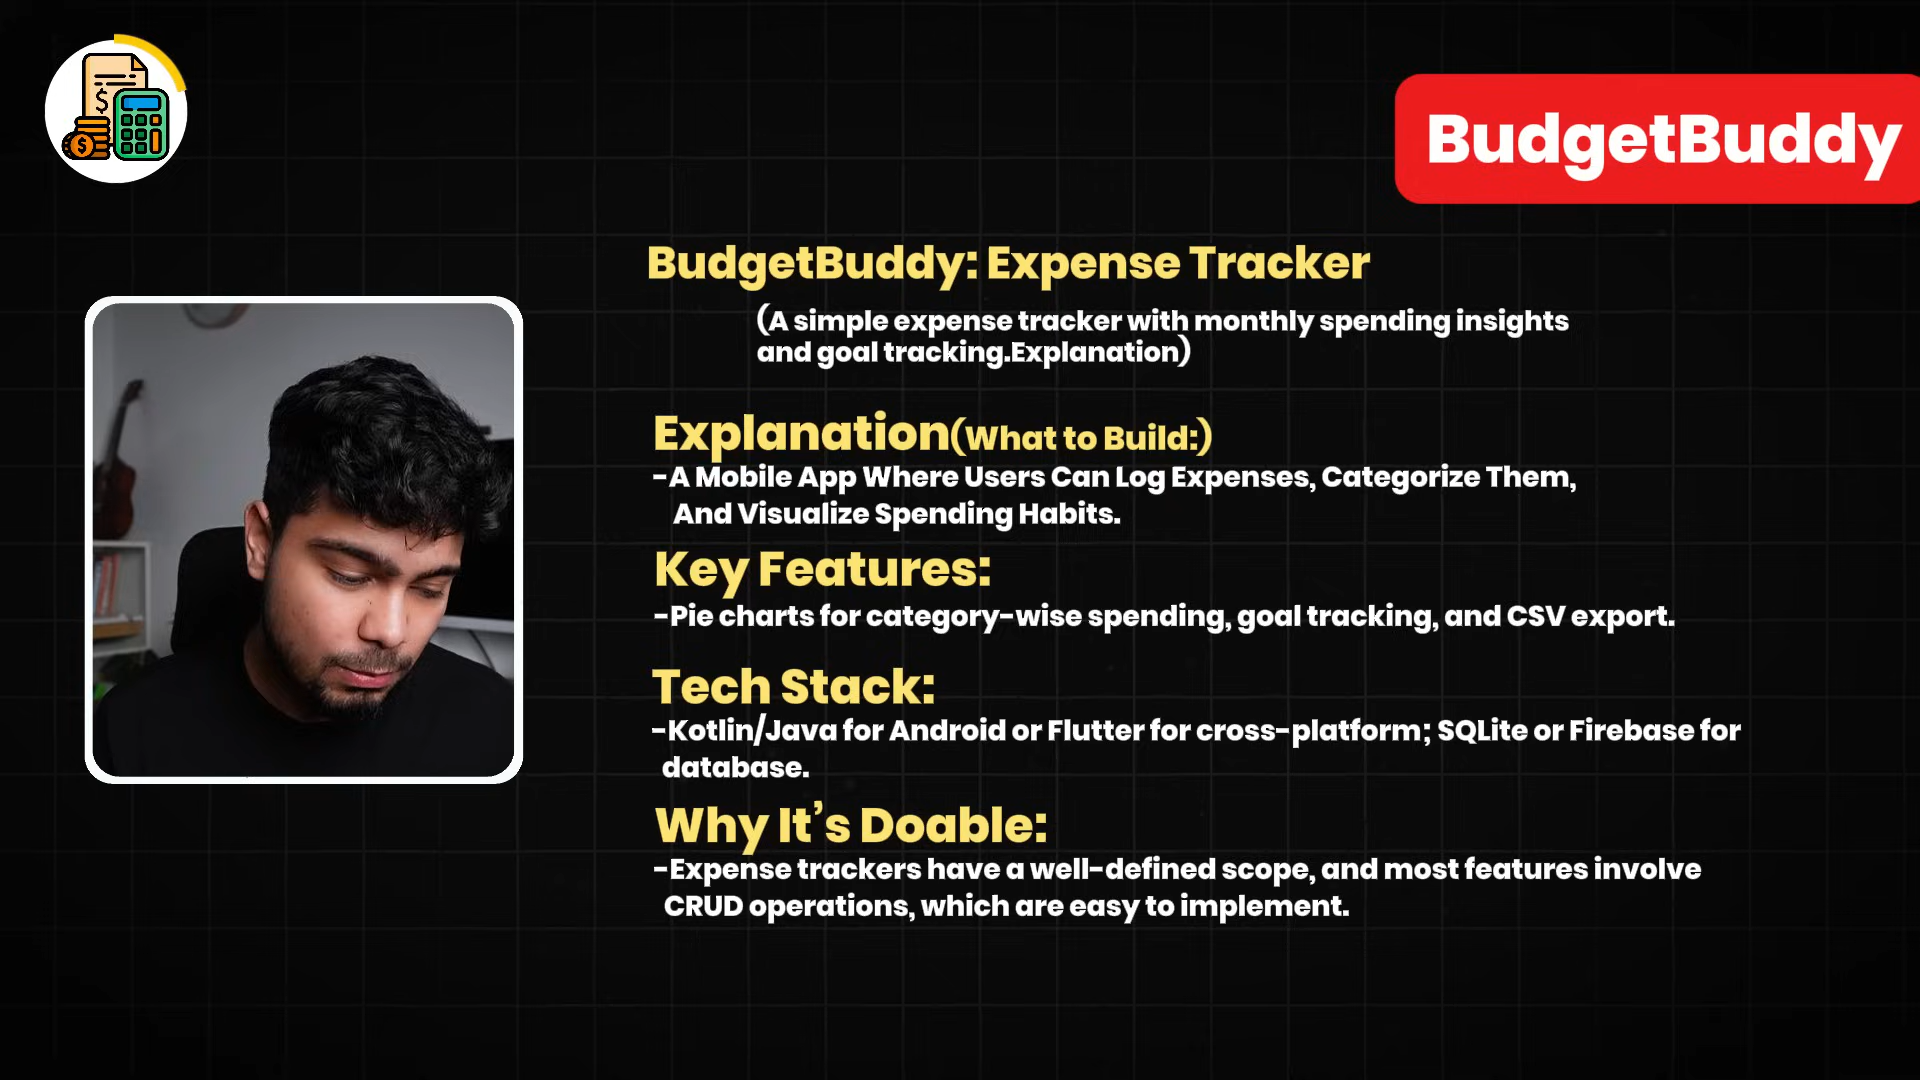 BudgetBuddy
BudgetBuddy: Expense Tracker
(A simple expense tracker with monthly spending insights
and goal tracking.Explanation)
Explanation(What to Build:)
-A Mobile App Where Users Can Log Expenses, Categorize Them,
And Visualize Spending Habits.
Key Features:
-Pie charts for category-wise spending, goal tracking, and CSV export.
Tech Stack:
-Kotlin/Java for Android or Flutter for cross-platform; SQLite or Firebase for
database.
Why It's Doable:
-Expense trackers have a well-defined scope, and most features involve
CRUD operations, which are easy to implement.